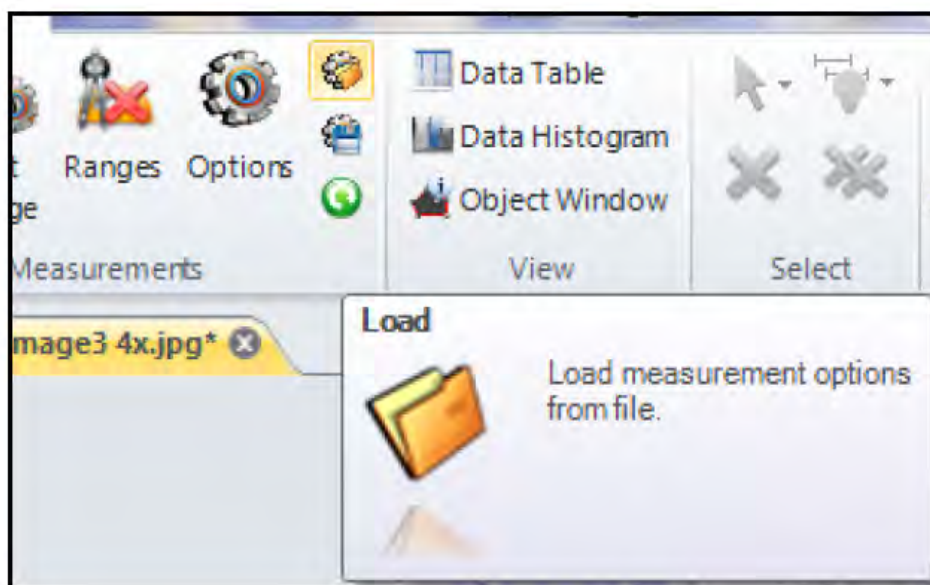 Data Table
Data Histogram
Ranges
Options
t
ge
Object Window
Measurements
View
Select
mage3 4x.jpg*
Load
Load measurement options
from file.